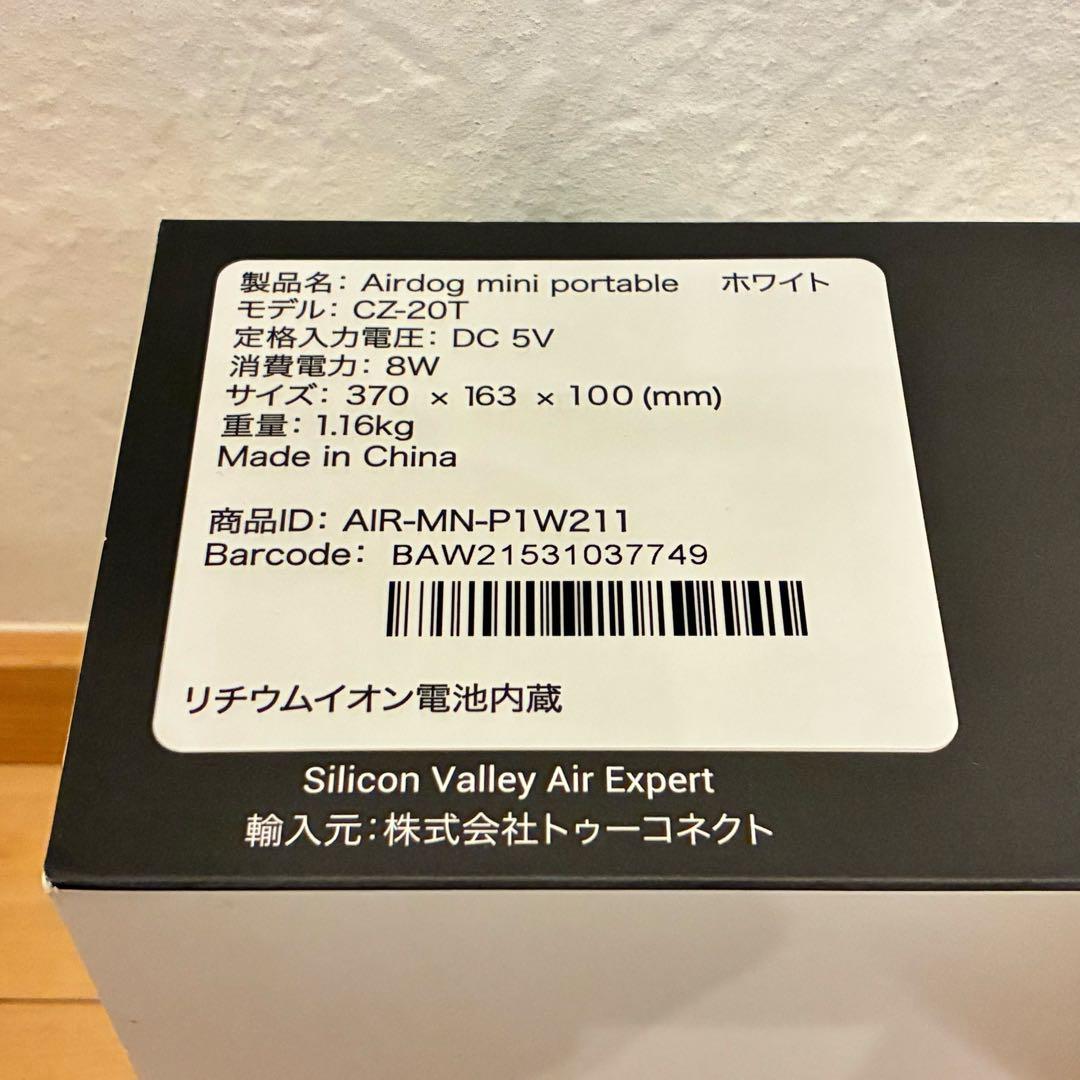 製品名: Airdog mini portable ホワイト
モデル: CZ-20T
定格入力電圧: DC 5V
消費電力: 8W
サイズ: 370 × 163 × 100 (mm)
重量: 1.16kg
Made in China
商品ID: AIR-MN-P1W211
Barcode: BAW21531037749
リチウムイオン電池内蔵
Silicon Valley Air Expert
輸入元:株式会社トゥーコネクト